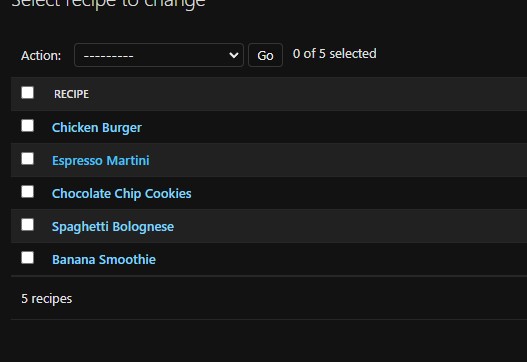 Select recipe to change
Action: --------- Go 0 of 5 selected
RECIPE
Chicken Burger
Espresso Martini
Chocolate Chip Cookies
Spaghetti Bolognese
Banana Smoothie
5 recipes